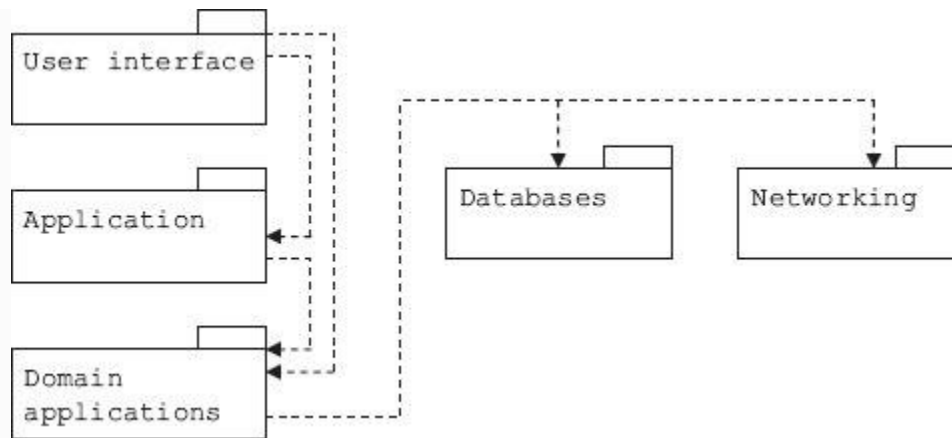 User interface
Application
Domain
applications
Databases
Networking